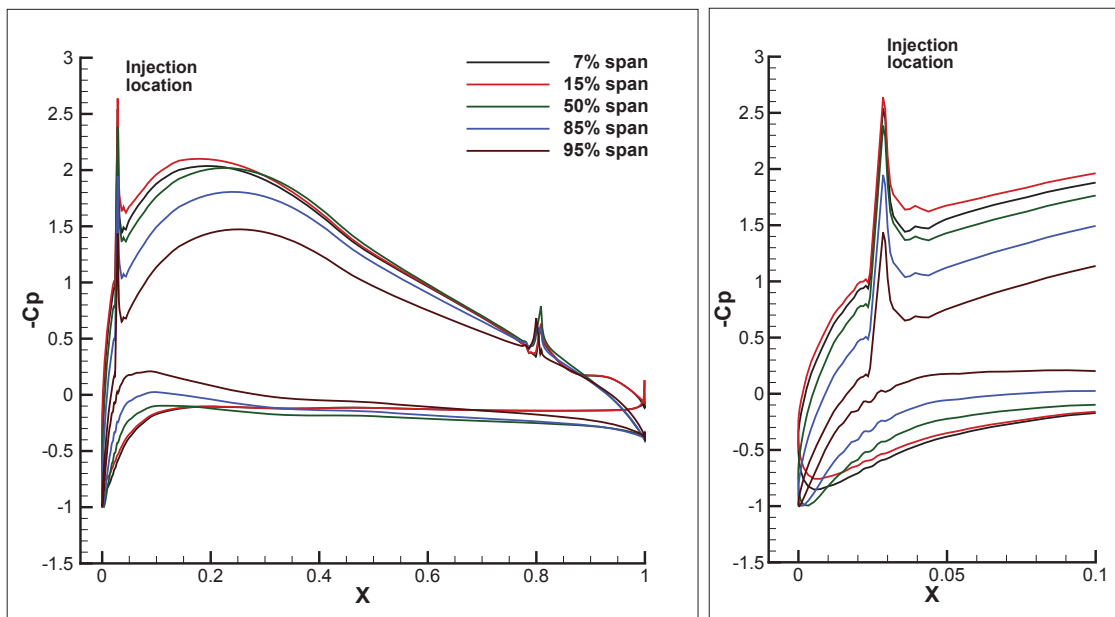 3
2.5
2
1.5
1
0.5
0
-0.5
-1
-1.5
-Cp
Injection
location
7% span
15% span
50% span
85% span
95% span
0
0.2
0.4
0.6
0.8
1
X
3
2.5
2
1.5
1
0.5
0
-0.5
-1
-1.5
-Cp
Injection
location
0
0.05
0.1
X